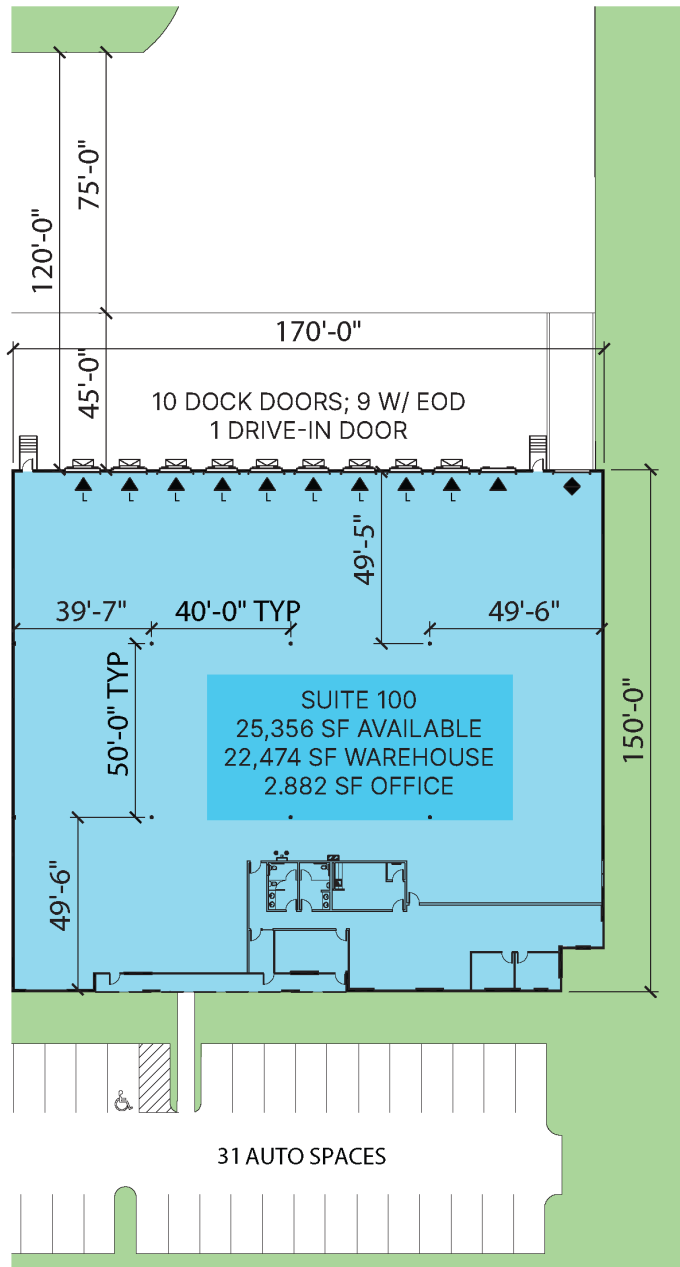 75'-0"
120'-0"
170'-0"
45'-0"
10 DOCK DOORS; 9 W/ EOD
1 DRIVE-IN DOOR
L L L L L L L L L
49'-5"
39'-7"
40'-0" TYP
49'-6"
50'-0" TYP
SUITE 100
25,356 SF AVAILABLE
22,474 SF WAREHOUSE
2.882 SF OFFICE
150'-0"
49'-6"
31 AUTO SPACES